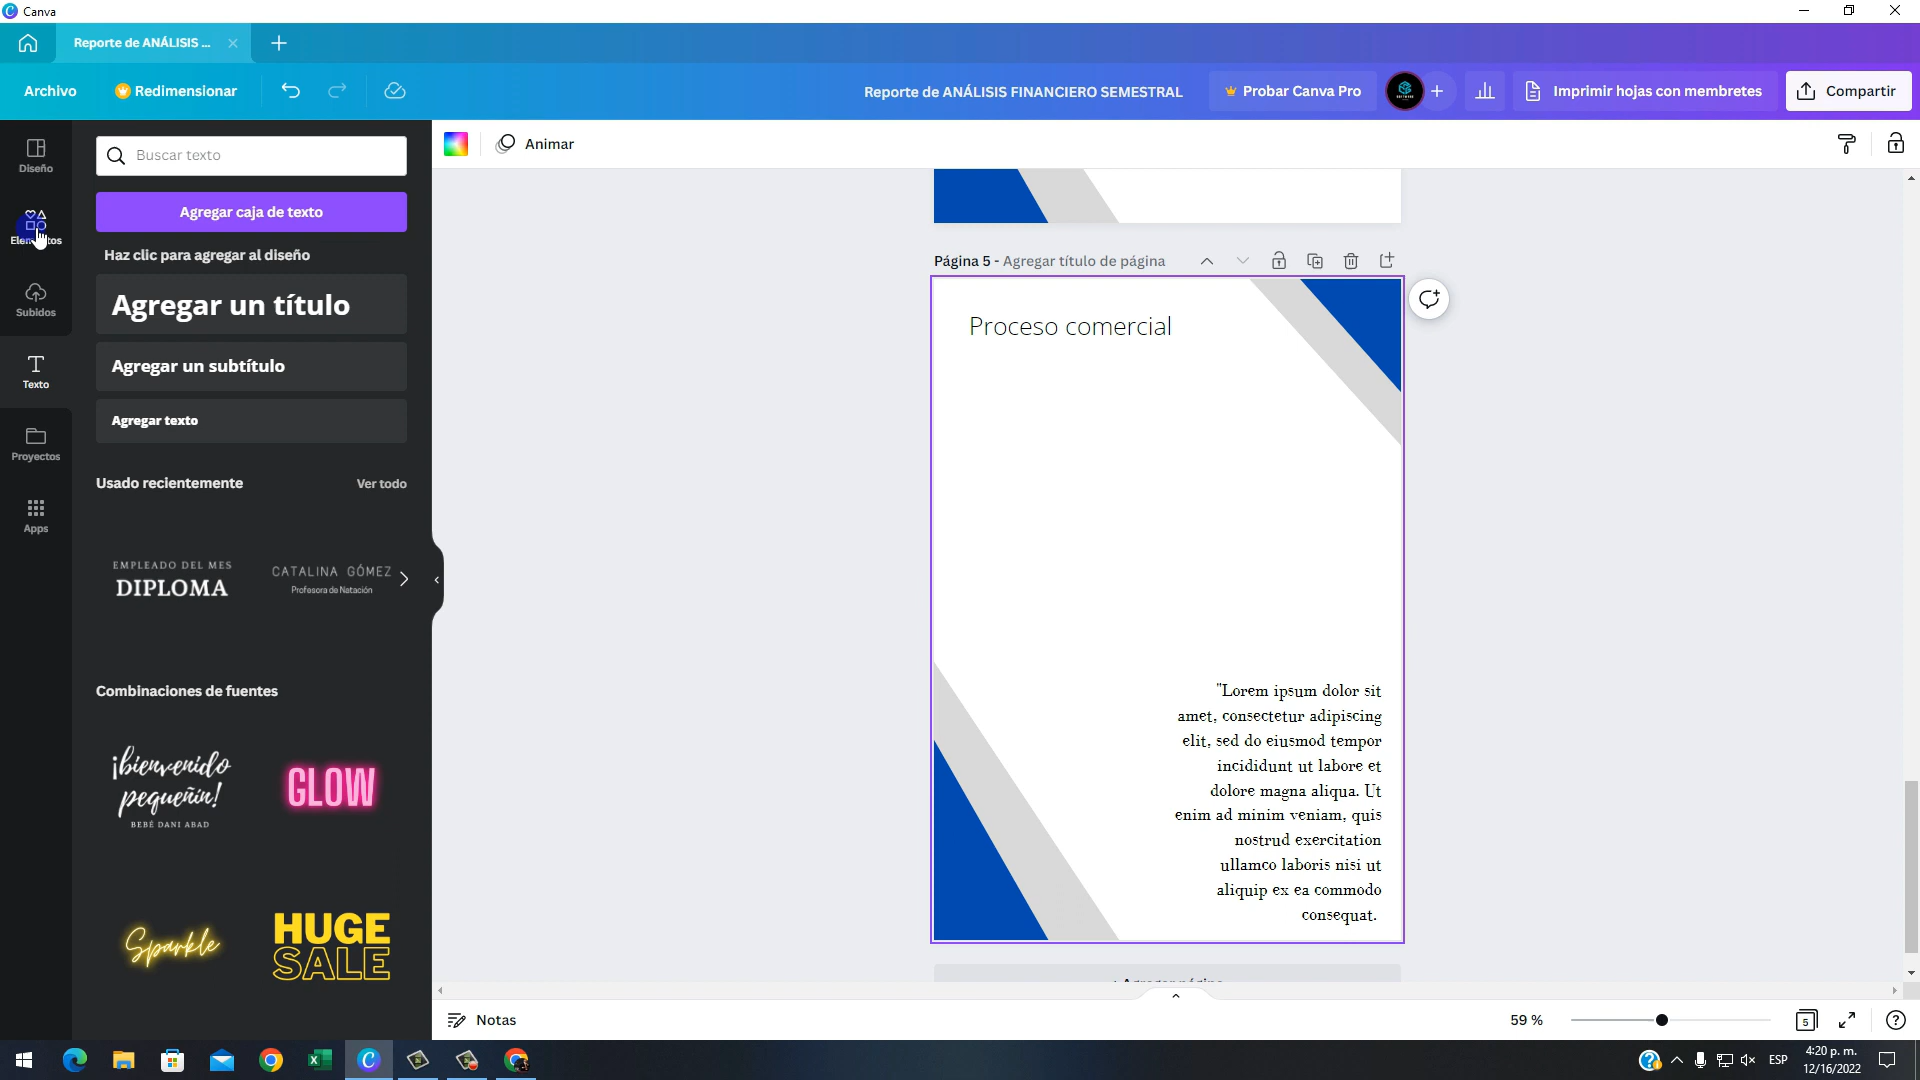 Canva
Reporte de ANÁLISIS ...
Archivo
Redimensionar
Reporte de ANÁLISIS FINANCIERO SEMESTRAL
Probar Canva Pro
Imprimir hojas con membretes
Compartir
Diseño
Elementos
Subidos
Texto
Proyectos
Apps
Buscar texto
Agregar caja de texto
Haz clic para agregar al diseño
Agregar un título
Agregar un subtítulo
Agregar texto
Usado recientemente
Ver todo
EMPLEADO DEL MES
DIPLOMA
CATALINA GÓMEZ
Profesora de Natación
Combinaciones de fuentes
¡bienvenido
pequeñín!
BEBÉ DANI ABAD
GLOW
Sparkle
HUGE
SALE
Animar
Página 5 - Agregar título de página
Proceso comercial
"Lorem ipsum dolor sit
amet, consectetur adipiscing
elit, sed do eiusmod tempor
incididunt ut labore et
dolore magna aliqua. Ut
enim ad minim veniam, quis
nostrud exercitation
ullamco laboris nisi ut
aliquip ex ea commodo
consequat.
Notas
59 %
5
ESP
4:20 p. m.
12/16/2022